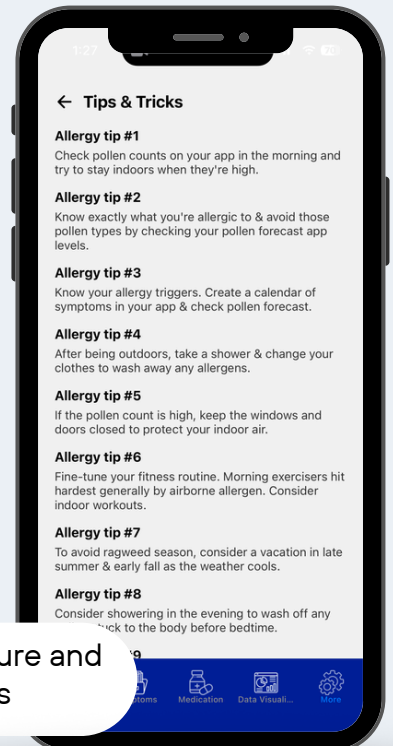 1:27
← Tips & Tricks
Allergy tip #1
Check pollen counts on your app in the morning and
try to stay indoors when they're high.
Allergy tip #2
Know exactly what you're allergic to & avoid those
pollen types by checking your pollen forecast app
levels.
Allergy tip #3
Know your allergy triggers. Create a calendar of
symptoms in your app & check pollen forecast.
Allergy tip #4
After being outdoors, take a shower & change your
clothes to wash away any allergens.
Allergy tip #5
If the pollen count is high, keep the windows and
doors closed to protect your indoor air.
Allergy tip #6
Fine-tune your fitness routine. Morning exercisers hit
hardest generally by airborne allergen. Consider
indoor workouts.
Allergy tip #7
To avoid ragweed season, consider a vacation in late
summer & early fall as the weather cools.
Allergy tip #8
Consider showering in the evening to wash off any
to the body before bedtime.
and
Medication Data Visuali... More